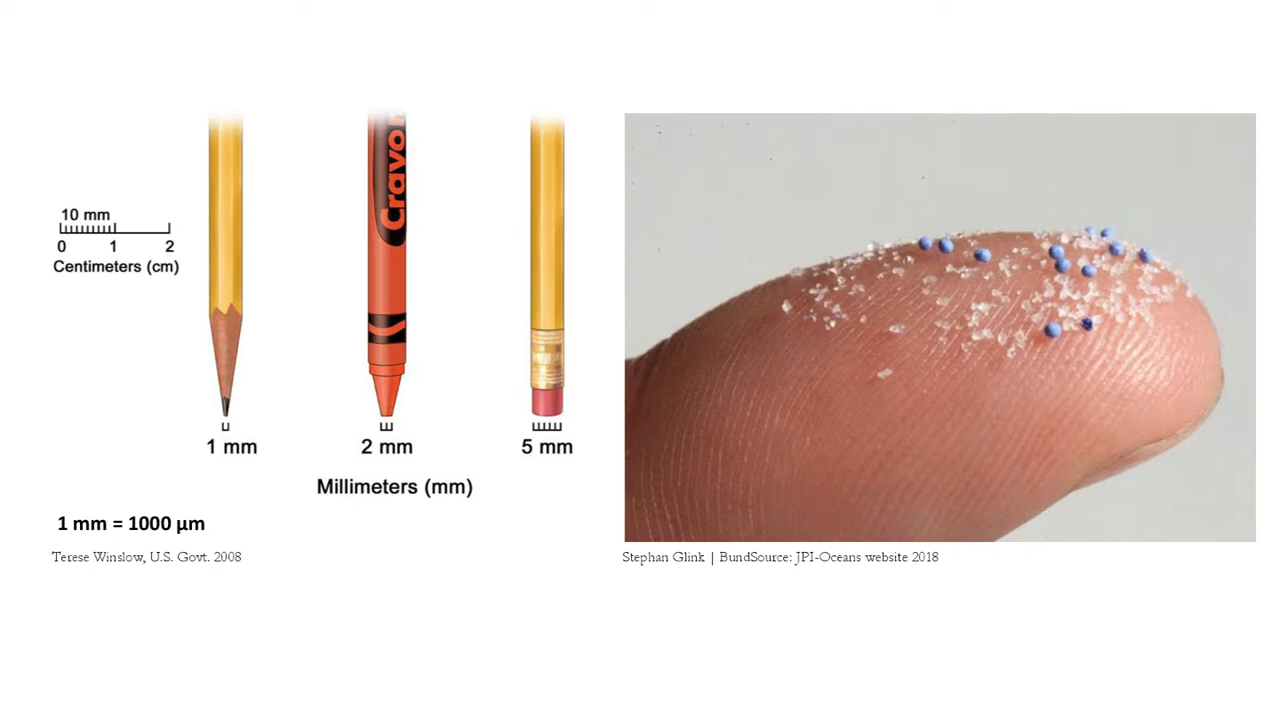 10 mm
0 1 2
Centimeters (cm)
Crayo
1 mm
2 mm
5 mm
Millimeters (mm)
1 mm = 1000 µm
Terese Winslow, U.S. Govt. 2008
Stephan Glink | BundSource: JPI-Oceans website 2018